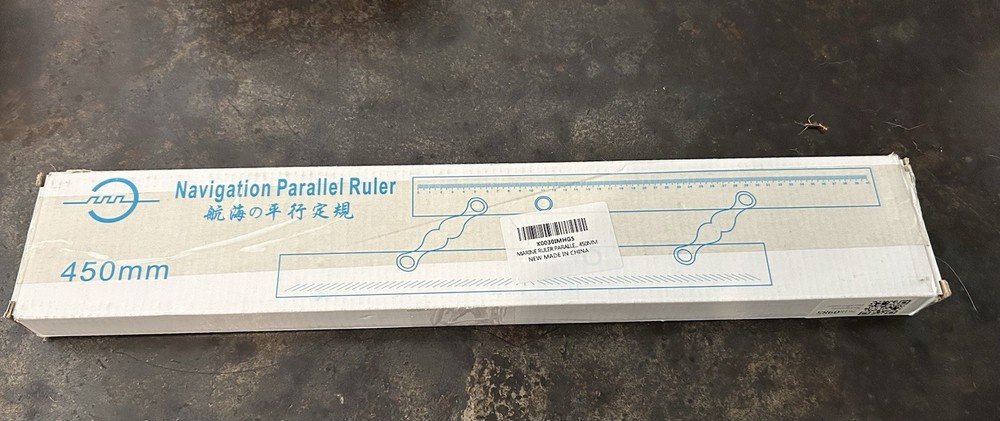 Navigation Parallel Ruler
航海の平行定規
450mm
X0030JMHGS
MARINE RULER PARALLE... 450MM
NEW MADE IN CHINA